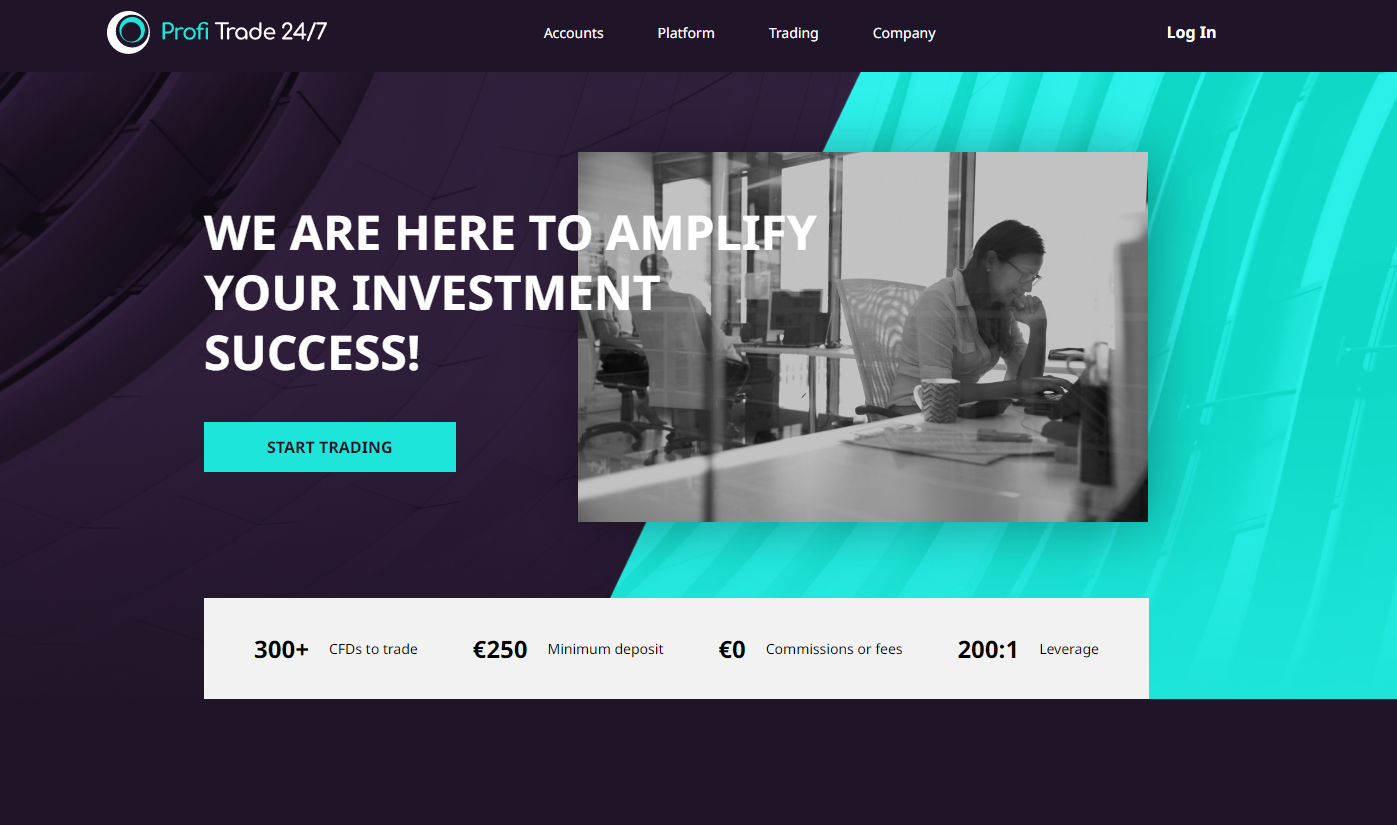 Profi Trade 24/7
Accounts
Platform
Trading
Company
Log In
WE ARE HERE TO AMPLIFY
YOUR INVESTMENT
SUCCESS!
START TRADING
300+ CFDs to trade
€250 Minimum deposit
€0 Commissions or fees
200:1 Leverage